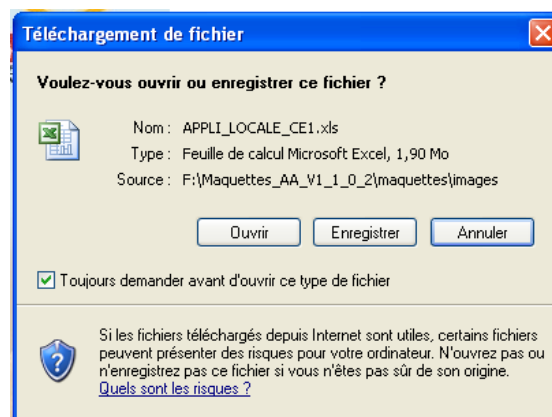 Téléchargement de fichier
Voulez-vous ouvrir ou enregistrer ce fichier ?
Nom : APPLI_LOCALE_CE1.xls
Type : Feuille de calcul Microsoft Excel, 1,90 Mo
Source : F:\Maquettes_AA_V1_1_0_2\maquettes\images
Ouvrir Enregistrer Annuler
Toujours demander avant d'ouvrir ce type de fichier
Si les fichiers téléchargés depuis Internet sont utiles, certains fichiers
peuvent présenter des risques pour votre ordinateur. N'ouvrez pas ou
n'enregistrez pas ce fichier si vous n'êtes pas sûr de son origine.
Quels sont les risques ?